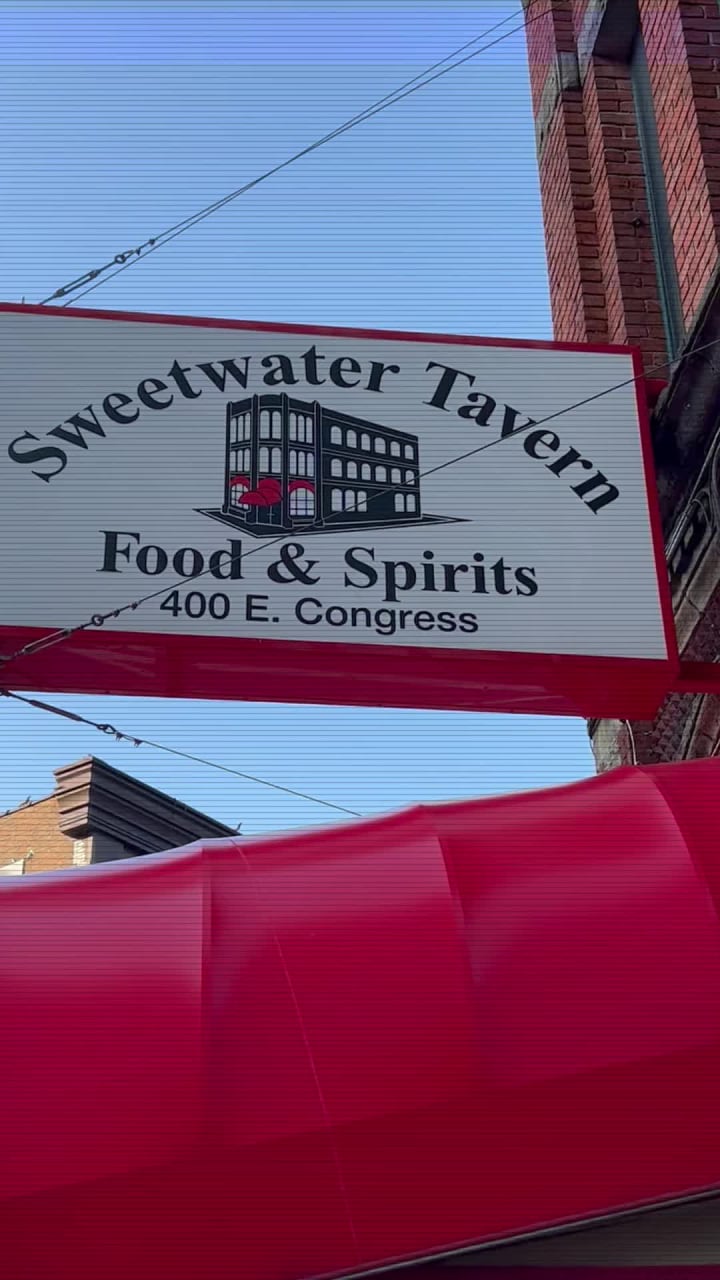 Sweetwater Tavern
Food & Spirits
400 E. Congress